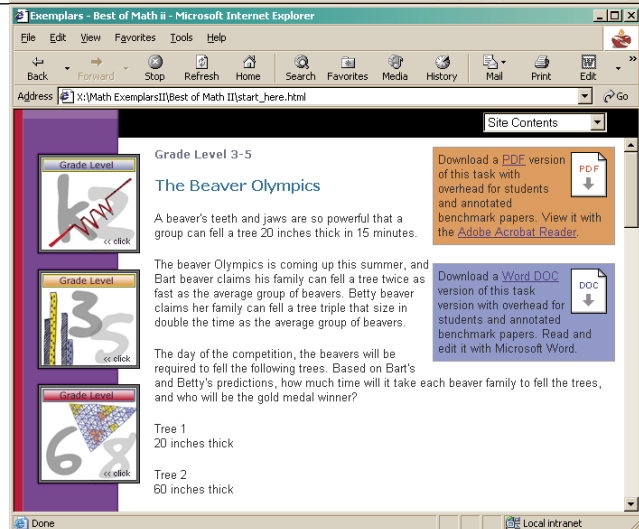 Exemplars - Best of Math ii - Microsoft Internet Explorer
File Edit View Favorites Tools Help
Back Forward Stop Refresh Home Search Favorites Media History Mail Print Edit »
Address X:\Math ExemplarsII\Best of Math II\start_here.html Go
Site Contents
Grade Level
k2
<< click
Grade Level
35
<< click
Grade Level
68
<< click
Grade Level 3-5
The Beaver Olympics
A beaver's teeth and jaws are so powerful that a
group can fell a tree 20 inches thick in 15 minutes.
The beaver Olympics is coming up this summer, and
Bart beaver claims his family can fell a tree twice as
fast as the average group of beavers. Betty beaver
claims her family can fell a tree triple that size in
double the time as the average group of beavers.
The day of the competition, the beavers will be
required to fell the following trees. Based on Bart's
and Betty's predictions, how much time will it take each beaver family to fell the trees,
and who will be the gold medal winner?
Tree 1
20 inches thick
Tree 2
60 inches thick
Download a PDF version
of this task with
overhead for students
and annotated
benchmark papers. View it with
the Adobe Acrobat Reader.
PDF
Download a Word DOC
version of this task
version with overhead for
students and annotated
benchmark papers. Read and
edit it with Microsoft Word.
DOC
Done
Local intranet